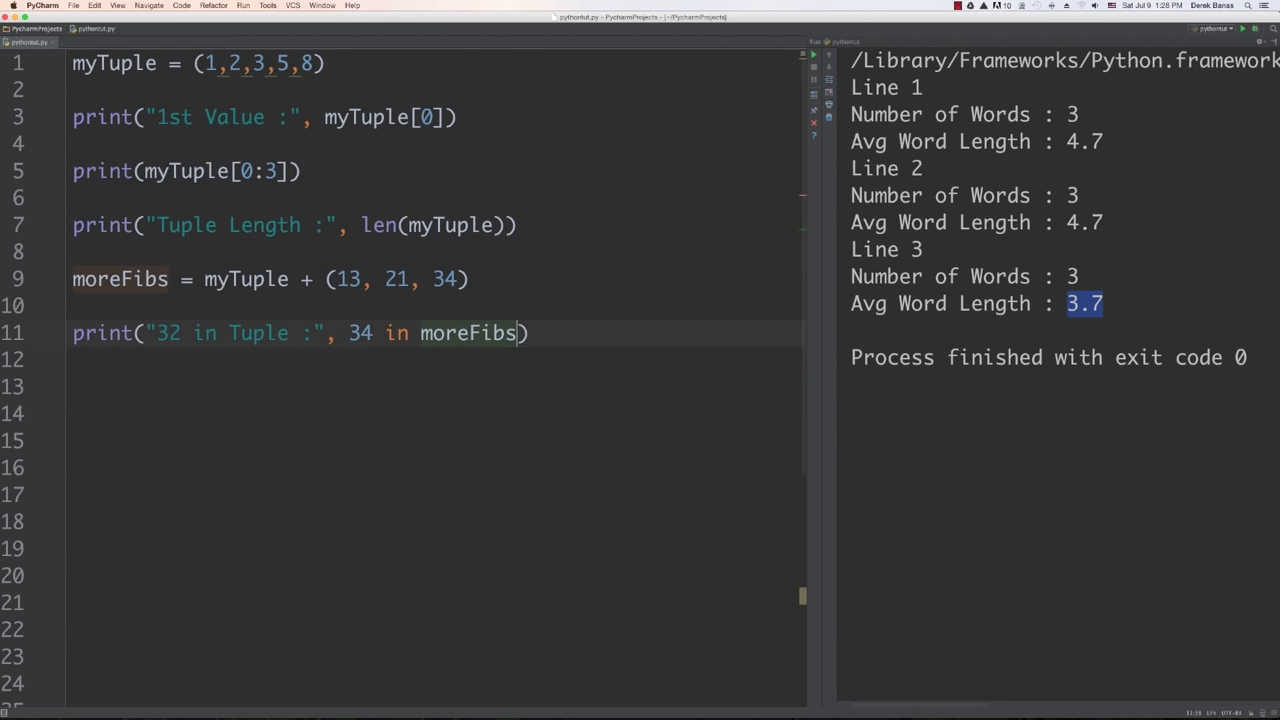 PyCharm File Edit View Navigate Code Refactor Run Tools VCS Window Help
10 Sat Jul 9 1:28 PM Derek Banas
pythontut.py - PycharmProjects - [~/PycharmProjects]
PycharmProjects pythontut.py
pythontut
pythontut.py
Run pythontut
1 myTuple = (1,2,3,5,8)
2
3 print("1st Value :", myTuple[0])
4
5 print(myTuple[0:3])
6
7 print("Tuple Length :", len(myTuple))
8
9 moreFibs = myTuple + (13, 21, 34)
10
11 print("32 in Tuple :", 34 in moreFibs)
12
13
14
15
16
17
18
19
20
21
22
23
24
/Library/Frameworks/Python.framework
Line 1
Number of Words : 3
Avg Word Length : 4.7
Line 2
Number of Words : 3
Avg Word Length : 4.7
Line 3
Number of Words : 3
Avg Word Length : 3.7
Process finished with exit code 0
UTF-8